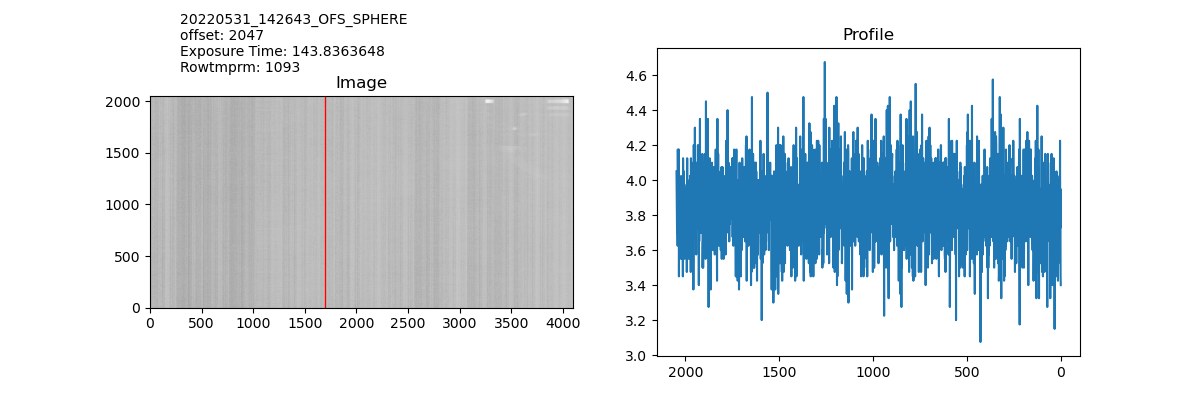 20220531_142643_OFS_SPHERE
offset: 2047
Exposure Time: 143.8363648
Rowtmprm: 1093
Image
2000
1500
1000
500
0
0 500 1000 1500 2000 2500 3000 3500 4000
Profile
4.6
4.4
4.2
4.0
3.8
3.6
3.4
3.2
3.0
2000 1500 1000 500 0